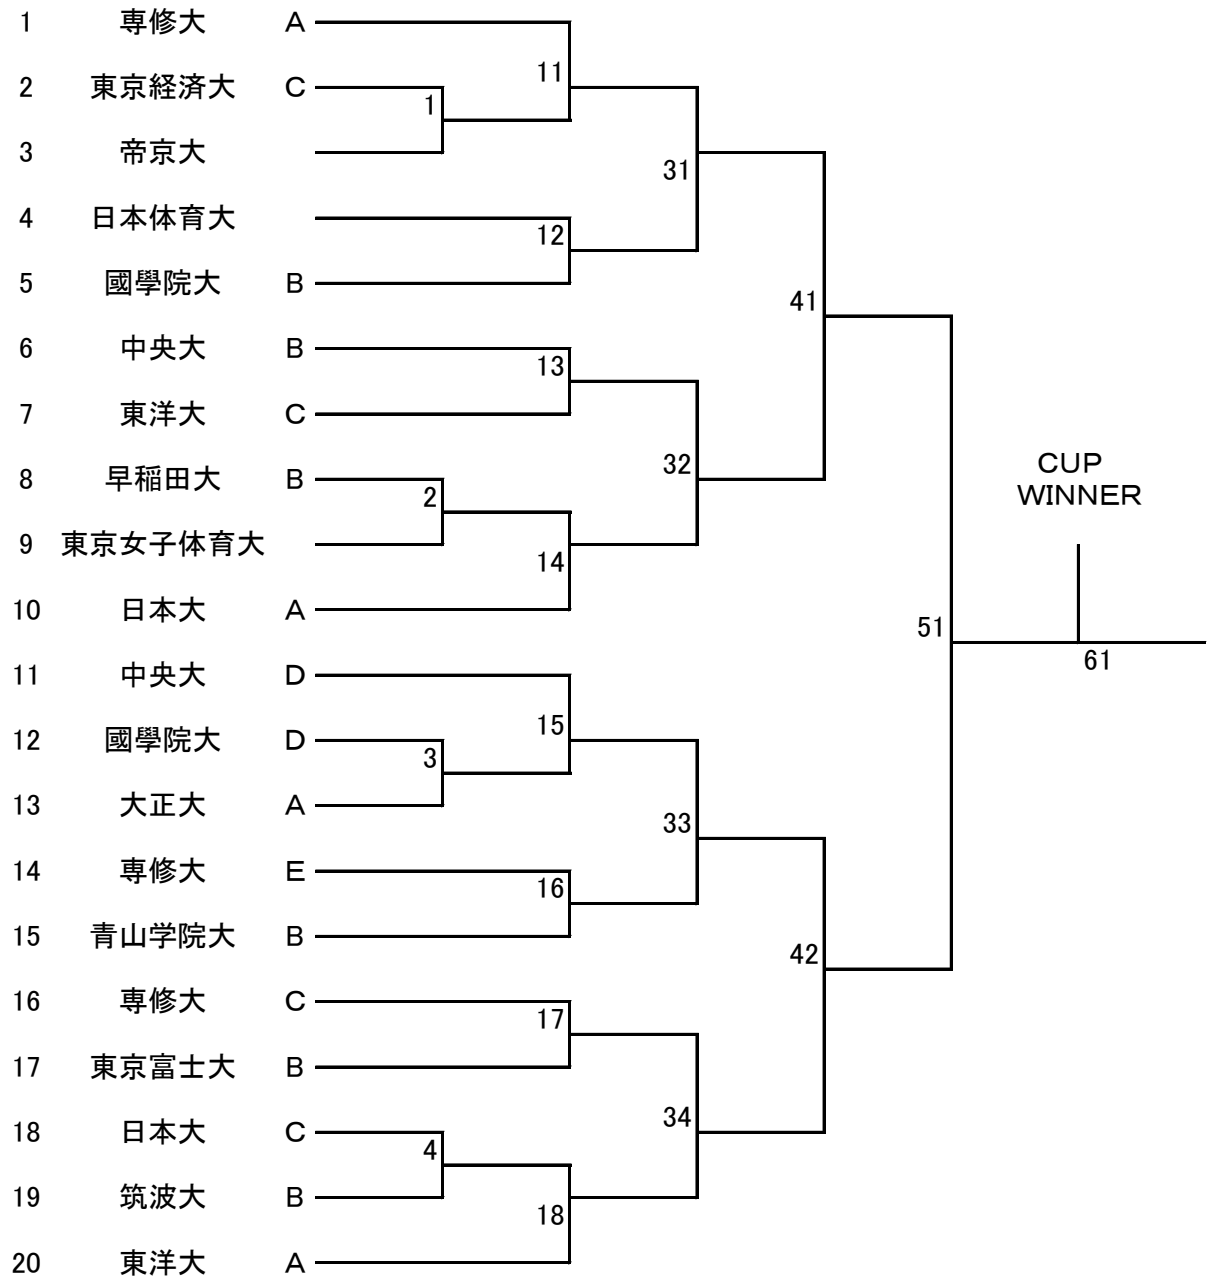 1 専修大 A
11
2 東京経済大 C
1
3 帝京大
31
4 日本体育大
12
5 國學院大 B
41
6 中央大 B
13
7 東洋大 C
32
CUP
WINNER
8 早稲田大 B
2
9 東京女子体育大
14
10 日本大 A
51
61
11 中央大 D
15
12 國學院大 D
3
13 大正大 A
33
14 専修大 E
16
15 青山学院大 B
42
16 専修大 C
17
17 東京富士大 B
34
18 日本大 C
4
19 筑波大 B
18
20 東洋大 A